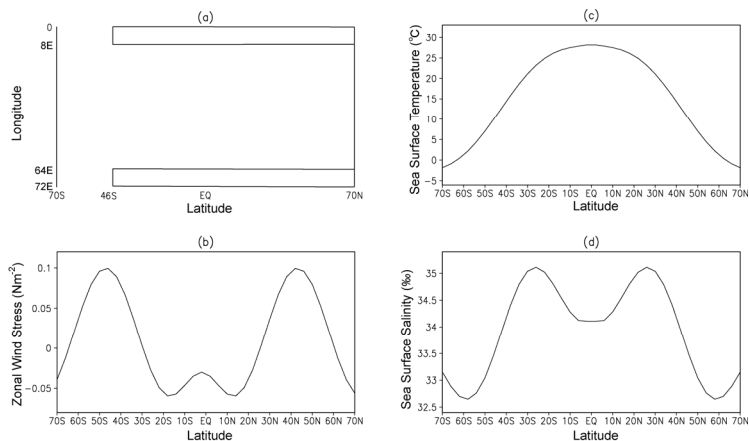 (a)
0
8E
64E
72E
Longitude
70S 46S EQ 70N
Latitude
(c)
30
25
20
15
10
5
0
-5
Sea Surface Temperature (°C)
70S 60S 50S 40S 30S 20S 10S EQ 10N 20N 30N 40N 50N 60N 70N
Latitude
(b)
0.1
0.05
0
-0.05
Zonal Wind Stress (Nm-2)
70S 60S 50S 40S 30S 20S 10S EQ 10N 20N 30N 40N 50N 60N 70N
Latitude
(d)
35
34.5
34
33.5
33
32.5
Sea Surface Salinity (‰)
70S 60S 50S 40S 30S 20S 10S EQ 10N 20N 30N 40N 50N 60N 70N
Latitude